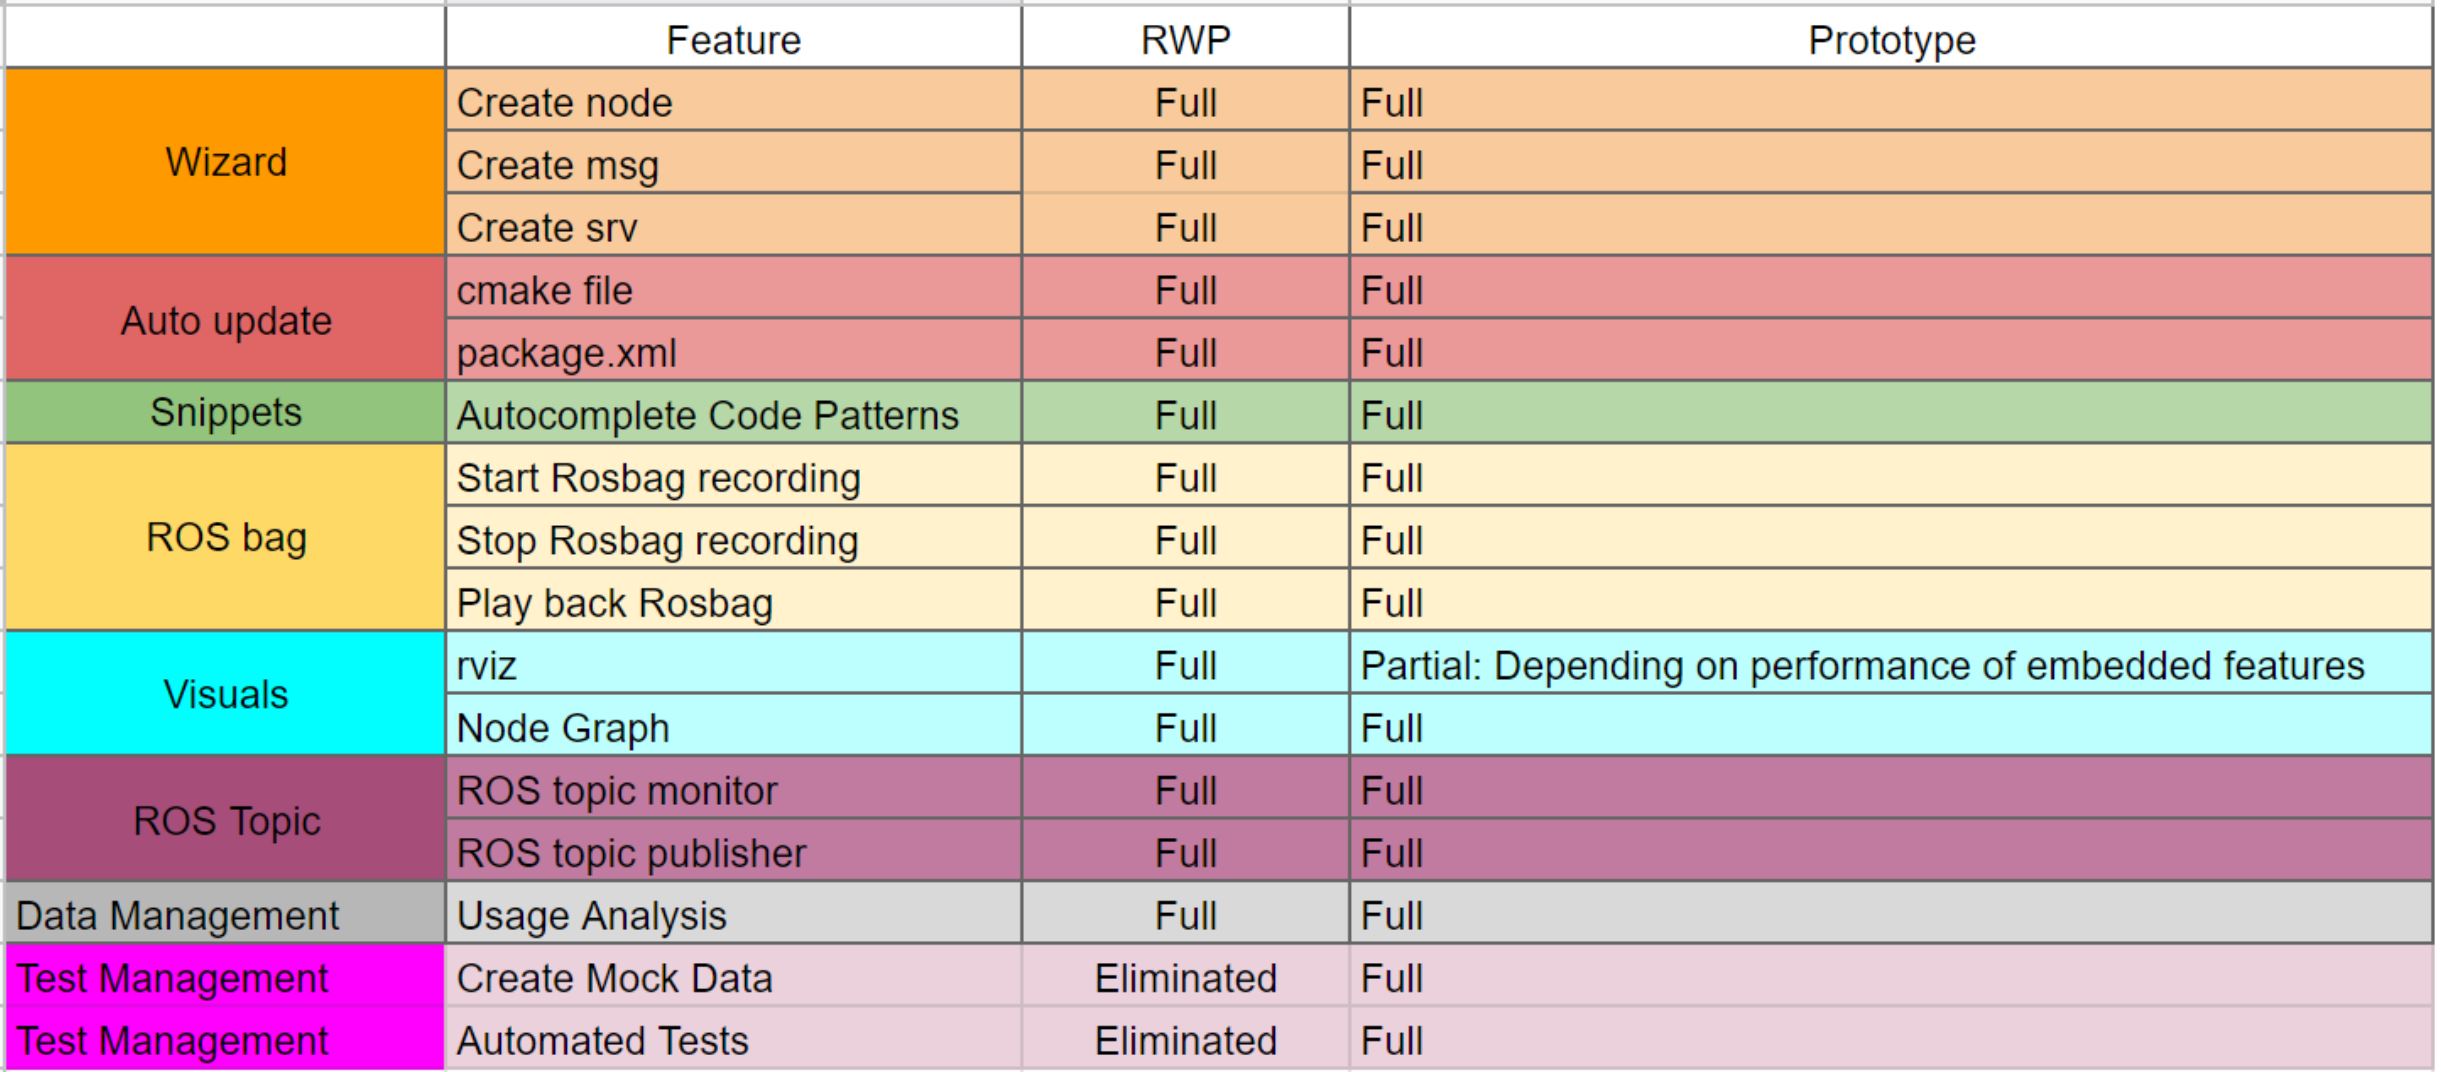 Feature RWP Prototype
Wizard Create node Full Full
Create msg Full Full
Create srv Full Full
Auto update cmake file Full Full
package.xml Full Full
Snippets Autocomplete Code Patterns Full Full
ROS bag Start Rosbag recording Full Full
Stop Rosbag recording Full Full
Play back Rosbag Full Full
Visuals rviz Full Partial: Depending on performance of embedded features
Node Graph Full Full
ROS Topic ROS topic monitor Full Full
ROS topic publisher Full Full
Data Management Usage Analysis Full Full
Test Management Create Mock Data Eliminated Full
Test Management Automated Tests Eliminated Full